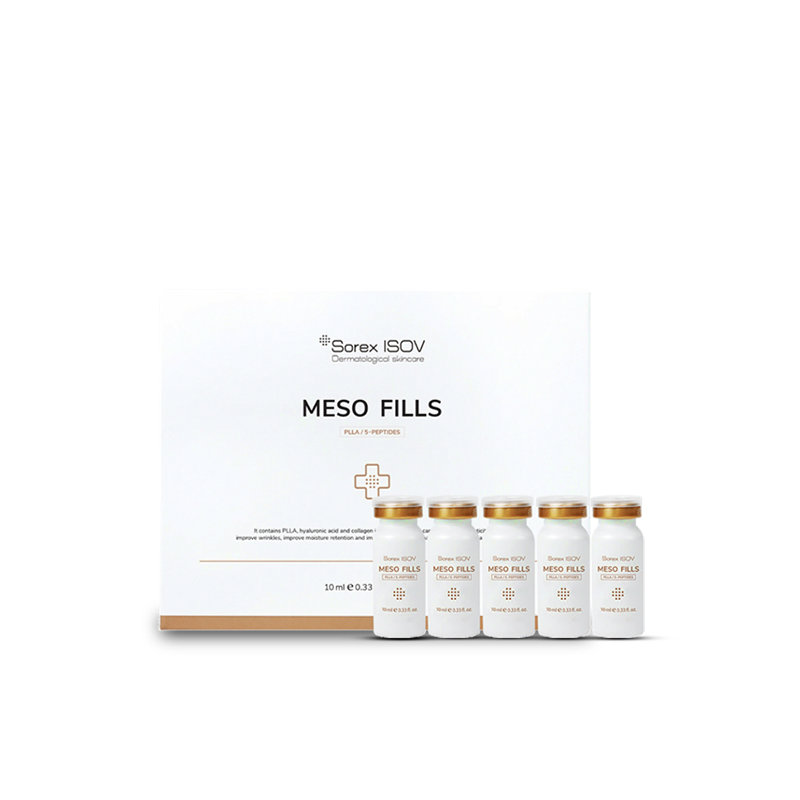 Sorex ISOV
Dermatological skincare
MESO FILLS
PLLA / 5-PEPTIDES
It contains PLLA, hyaluronic acid and collagen
improve wrinkles, improve moisture retention and
10 ml e 0.33
Sorex ISOV
MESO FILLS
PLLA / 5-PEPTIDES
10 ml e 0.33 fl. oz.
Sorex ISOV
MESO FILLS
PLLA / 5-PEPTIDES
10 ml e 0.33 fl. oz.
Sorex ISOV
MESO FILLS
PLLA / 5-PEPTIDES
10 ml e 0.33 fl. oz.
Sorex ISOV
MESO FILLS
PLLA / 5-PEPTIDES
10 ml e 0.33 fl. oz.
Sorex ISOV
MESO FILLS
PLLA / 5-PEPTIDES
10 ml e 0.33 fl. oz.